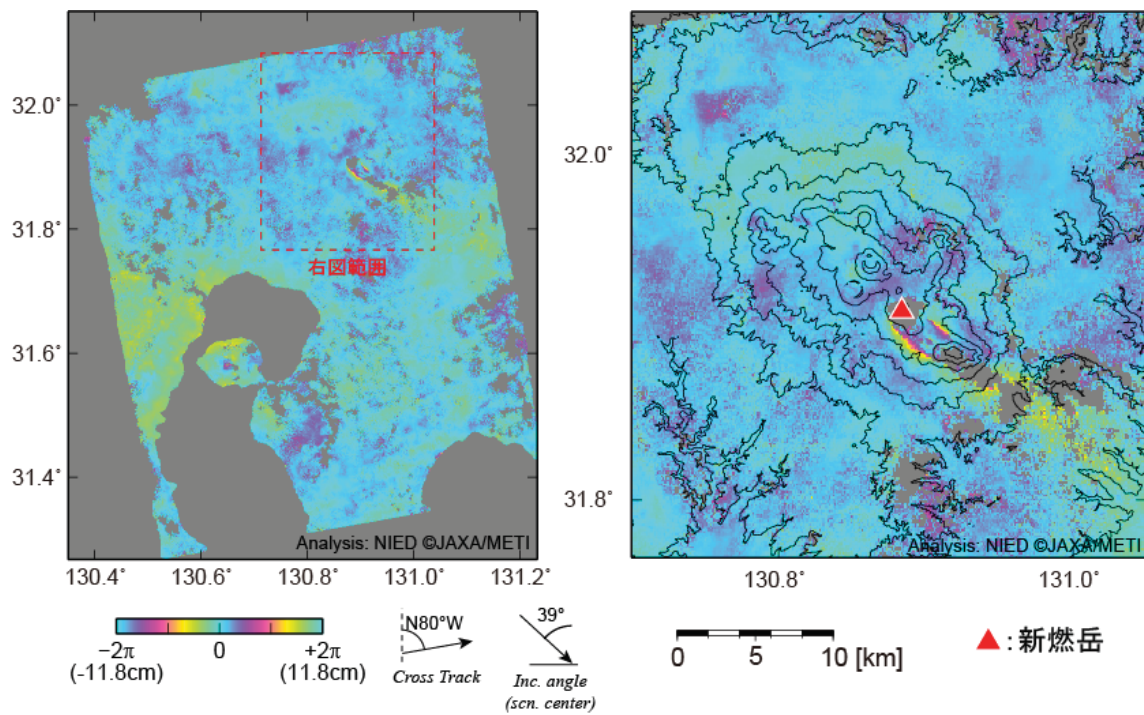 32.0°
31.8°
31.6°
31.4°
右図範囲
Analysis: NIED ©JAXA/METI
130.4°
130.6°
130.8°
131.0°
131.2°
32.0°
31.8°
Analysis: NIED ©JAXA/METI
130.8°
131.0°
−2π
0
+2π
(-11.8cm)
(11.8cm)
N80°W
Cross Track
39°
Inc. angle
(scn. center)
0
5
10 [km]
:新燃岳